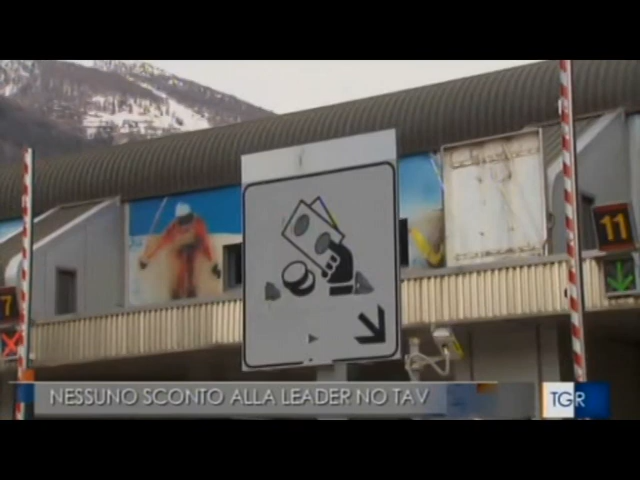 11
7
NESSUNO SCONTO ALLA LEADER NO TAV
TGR